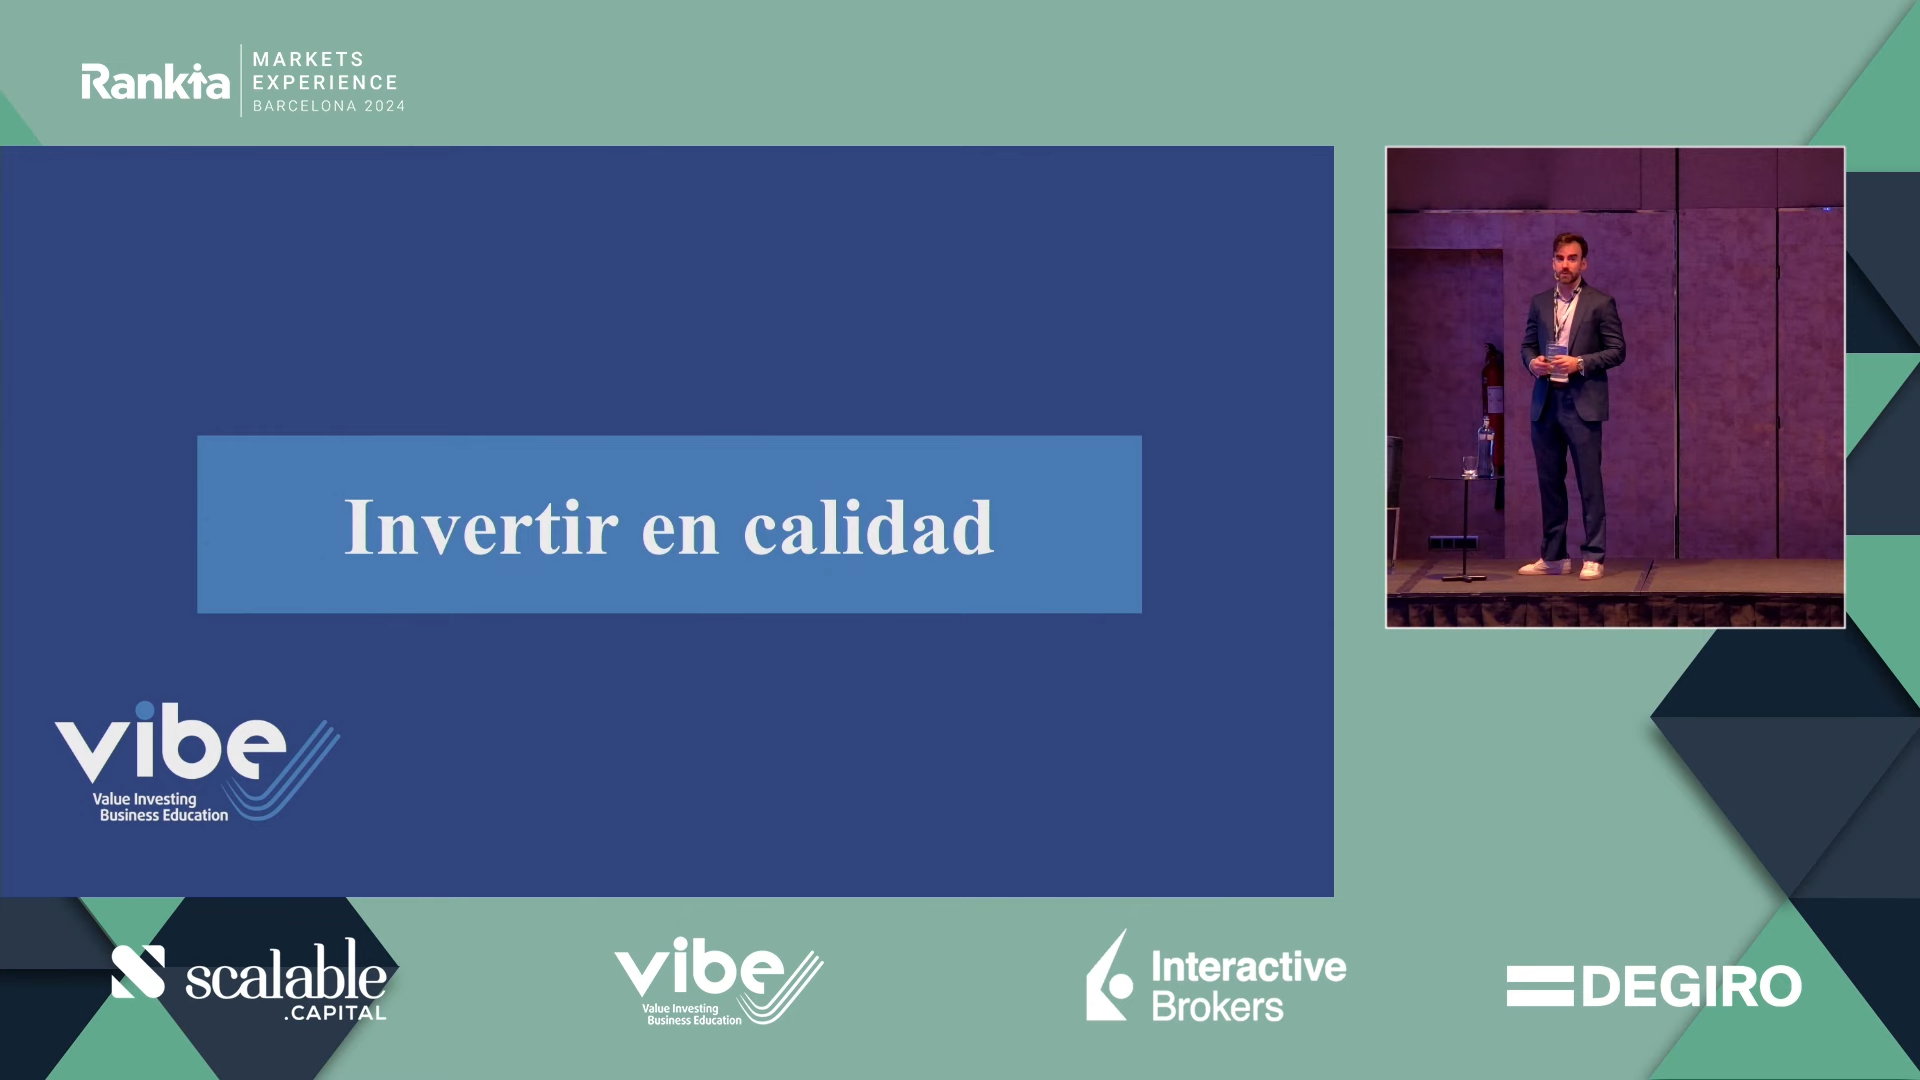 Rankia
MARKETS
EXPERIENCE
BARCELONA 2024
Invertir en calidad
vibe
Value Investing
Business Education
scalable
.CAPITAL
vibe
Value Investing
Business Education
Interactive
Brokers
DEGIRO